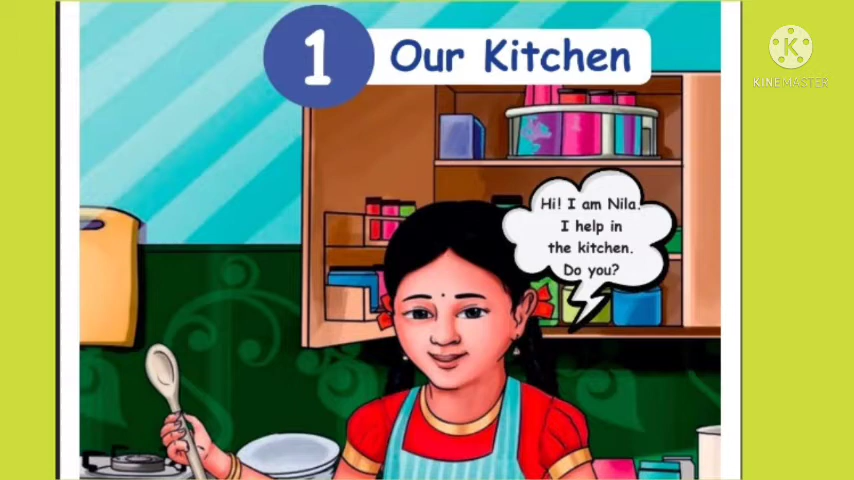 1 Our Kitchen
K
KINEMASTER
Hi! I am Nila.
I help in
the kitchen.
Do you?